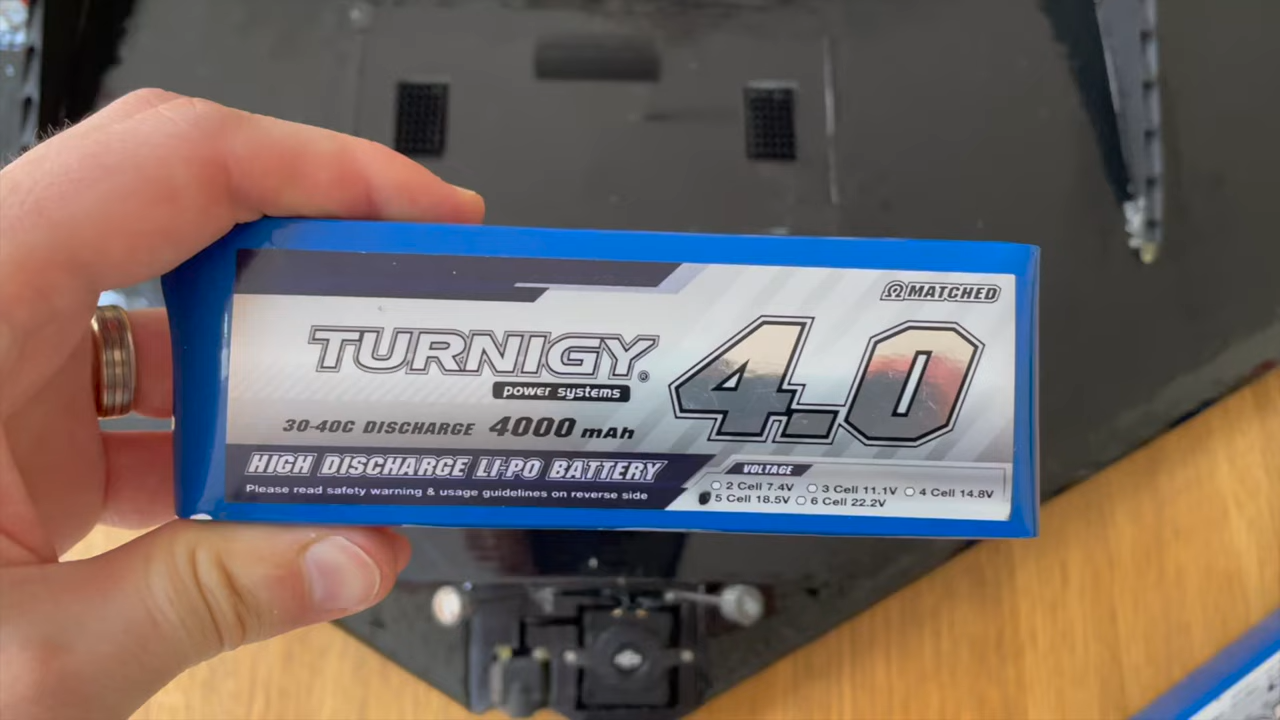 Ω MATCHED
TURNIGY®
power systems
4.0
30-40C DISCHARGE 4000 mAh
HIGH DISCHARGE LI-PO BATTERY
Please read safety warning & usage guidelines on reverse side
VOLTAGE
2 Cell 7.4V 3 Cell 11.1V 4 Cell 14.8V
5 Cell 18.5V 6 Cell 22.2V